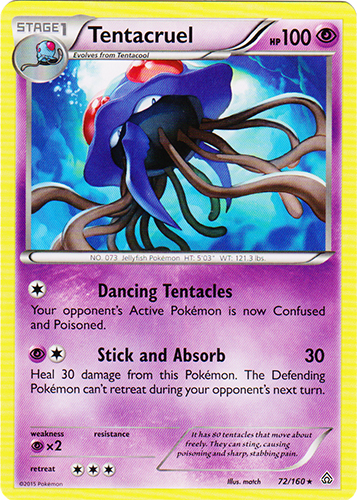 STAGE1
Tentacruel
HP100
Evolves from Tentacool
NO. 073 Jellyfish Pokémon HT: 5'03" WT: 121.3 lbs.
Dancing Tentacles
Your opponent's Active Pokémon is now Confused
and Poisoned.
Stick and Absorb 30
Heal 30 damage from this Pokémon. The Defending
Pokémon can't retreat during your opponent's next turn.
weakness resistance
×2
retreat
It has 80 tentacles that move about
freely. They can sting, causing
poisoning and sharp, stabbing pain.
©2015 Pokémon Illus. match 72/160 ★